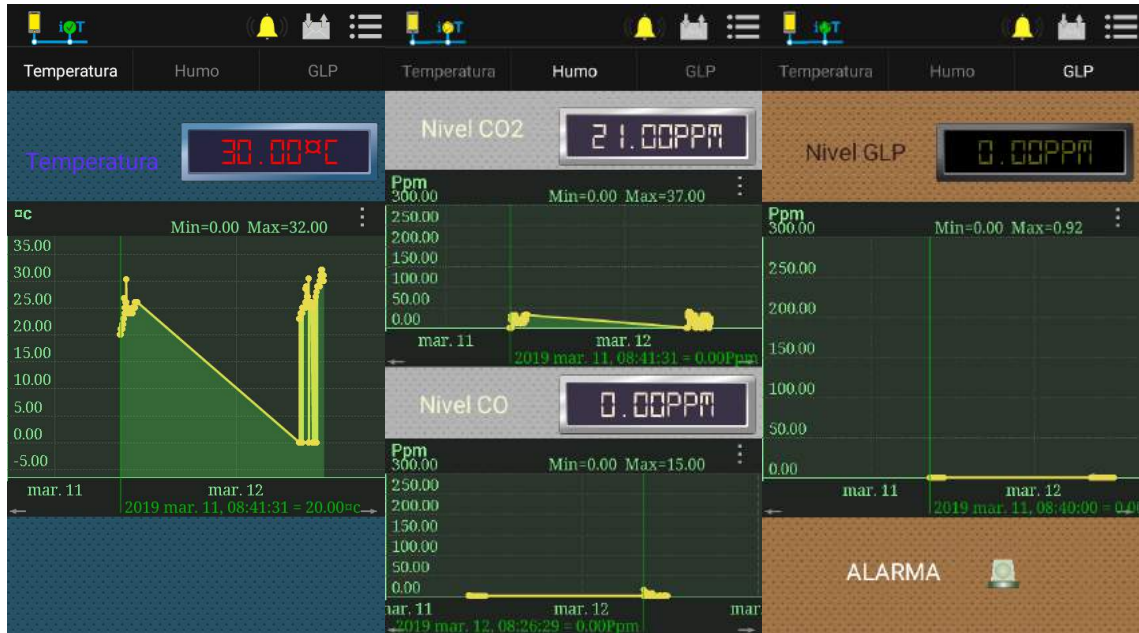 iOT
Temperatura Humo GLP
Temperatura
30.00¤C
¤c
Min=0.00 Max=32.00
35.00
30.00
25.00
20.00
15.00
10.00
5.00
0.00
-5.00
mar. 11 mar. 12
2019 mar. 11, 08:41:31 = 20.00¤c
iOT
Temperatura Humo GLP
Nivel CO2
21.00PPM
Ppm
300.00
Min=0.00 Max=37.00
250.00
200.00
150.00
100.00
50.00
0.00
mar. 11 mar. 12
2019 mar. 11, 08:41:31 = 0.00Ppm
Nivel CO
0.00PPM
Ppm
300.00
Min=0.00 Max=15.00
250.00
200.00
150.00
100.00
50.00
0.00
mar. 11 mar. 12 mar.
2019 mar. 12, 08:26:29 = 0.00Ppm
iOT
Temperatura Humo GLP
Nivel GLP
0.00PPM
Ppm
300.00
Min=0.00 Max=0.92
250.00
200.00
150.00
100.00
50.00
0.00
mar. 11 mar. 12
2019 mar. 11, 08:40:00 = 0.0
ALARMA